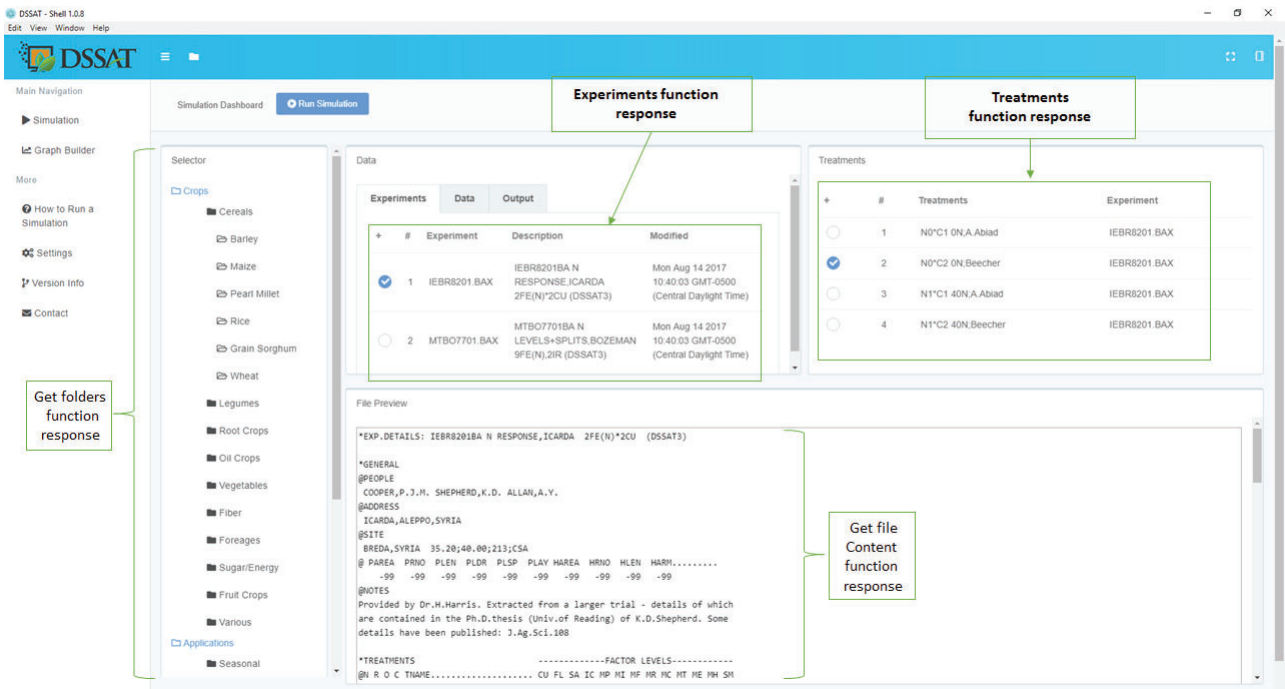 DSSAT - Shell 1.0.8
Edit View Window Help
DSSAT
Main Navigation
Simulation
Graph Builder
More
How to Run a
Simulation
Settings
Version Info
Contact
Simulation Dashboard
Run Simulation
Experiments function
response
Treatments
function response
Get folders
function
response
Selector
Crops
Cereals
Barley
Maize
Pearl Millet
Rice
Grain Sorghum
Wheat
Legumes
Root Crops
Oil Crops
Vegetables
Fiber
Foreages
Sugar/Energy
Fruit Crops
Various
Applications
Seasonal
Data
Experiments Data Output
+ # Experiment Description Modified
1 IEBR8201.BAX IEBR8201BA N RESPONSE,ICARDA 2FE(N)*2CU (DSSAT3) Mon Aug 14 2017 10:40:03 GMT-0500 (Central Daylight Time)
2 MTBO7701.BAX MTBO7701BA N LEVELS+SPLITS,BOZEMAN 9FE(N),2IR (DSSAT3) Mon Aug 14 2017 10:40:03 GMT-0500 (Central Daylight Time)
Treatments
+ # Treatments Experiment
1 N0*C1 0N;A.Abiad IEBR8201.BAX
2 N0*C2 0N;Beecher IEBR8201.BAX
3 N1*C1 40N;A.Abiad IEBR8201.BAX
4 N1*C2 40N;Beecher IEBR8201.BAX
File Preview
*EXP.DETAILS: IEBR8201BA N RESPONSE,ICARDA 2FE(N)*2CU (DSSAT3)
*GENERAL
@PEOPLE
COOPER,P.J.M. SHEPHERD,K.D. ALLAN,A.Y.
@ADDRESS
ICARDA,ALEPPO,SYRIA
@SITE
BREDA,SYRIA 35.20;40.00;213;CSA
@ PAREA PRNO PLEN PLDR PLSP PLAY HAREA HRNO HLEN HARM.........
-99 -99 -99 -99 -99 -99 -99 -99 -99 -99
@NOTES
Provided by Dr.H.Harris. Extracted from a larger trial - details of which
are contained in the Ph.D.thesis (Univ.of Reading) of K.D.Shepherd. Some
details have been published: J.Ag.Sci.108
*TREATMENTS -------------FACTOR LEVELS------------
@N R O C TNAME.................... CU FL SA IC MP MI MF MR MC MT ME MH SM
Get file
Content
function
response